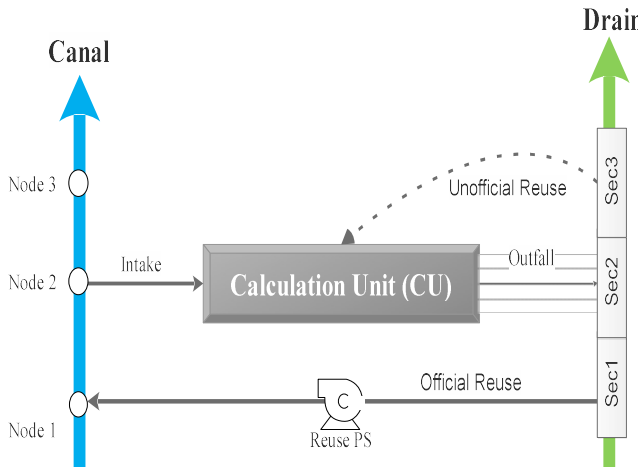 Drain
Canal
Sec3
Node 3
Unofficial Reuse
Outfall
Intake
Node 2
Calculation Unit (CU)
Sec2
Sec1
Official Reuse
C
Node 1
Reuse PS